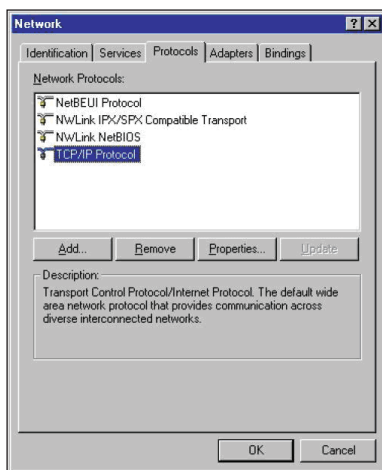 Network
? X
Identification Services Protocols Adapters Bindings
Network Protocols:
NetBEUI Protocol
NWLink IPX/SPX Compatible Transport
NWLink NetBIOS
TCP/IP Protocol
Add... Remove Properties... Update
Description:
Transport Control Protocol/Internet Protocol. The default wide
area network protocol that provides communication across
diverse interconnected networks.
OK Cancel